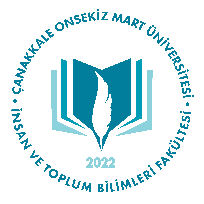 ÇANAKKALE ONSEKİZ MART ÜNİVERSİTESİ
• İNSAN VE TOPLUM BİLİMLERİ FAKÜLTESİ •
2022